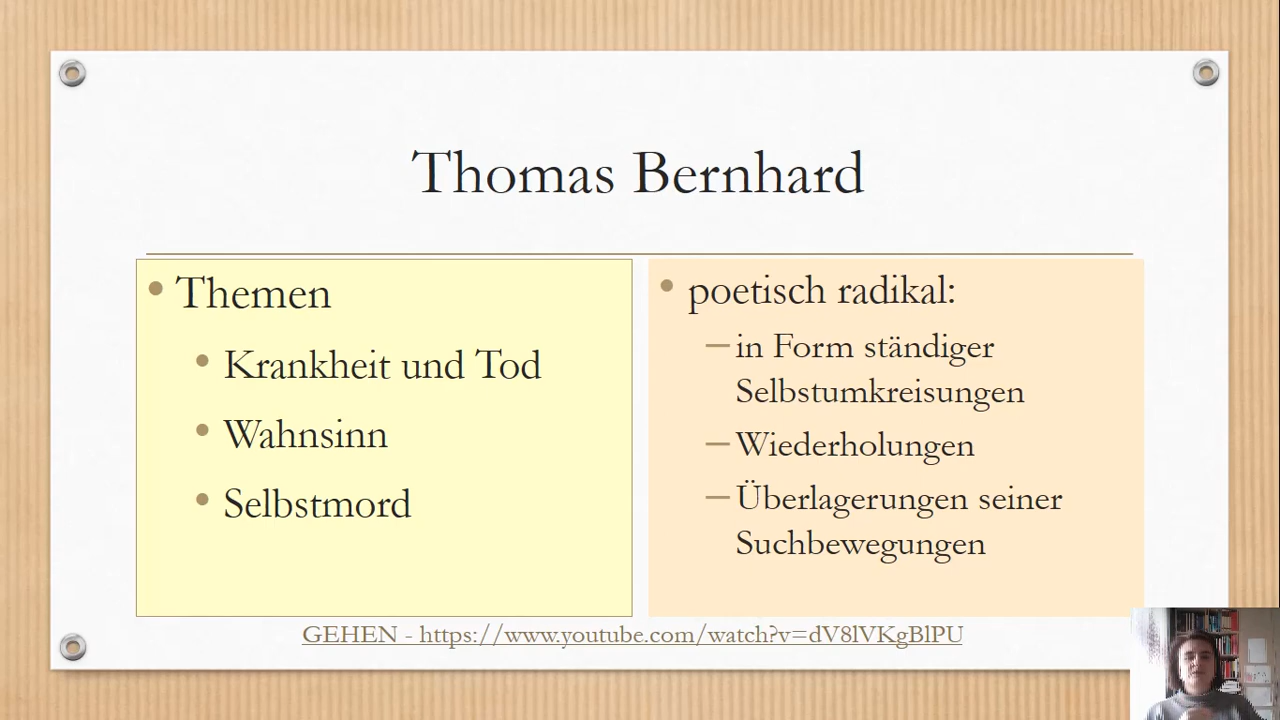 Thomas Bernhard
• Themen
• Krankheit und Tod
• Wahnsinn
• Selbstmord
• poetisch radikal:
– in Form ständiger
Selbstumkreisungen
– Wiederholungen
– Überlagerungen seiner
Suchbewegungen
GEHEN - https://www.youtube.com/watch?v=dV8lVKgBlPU